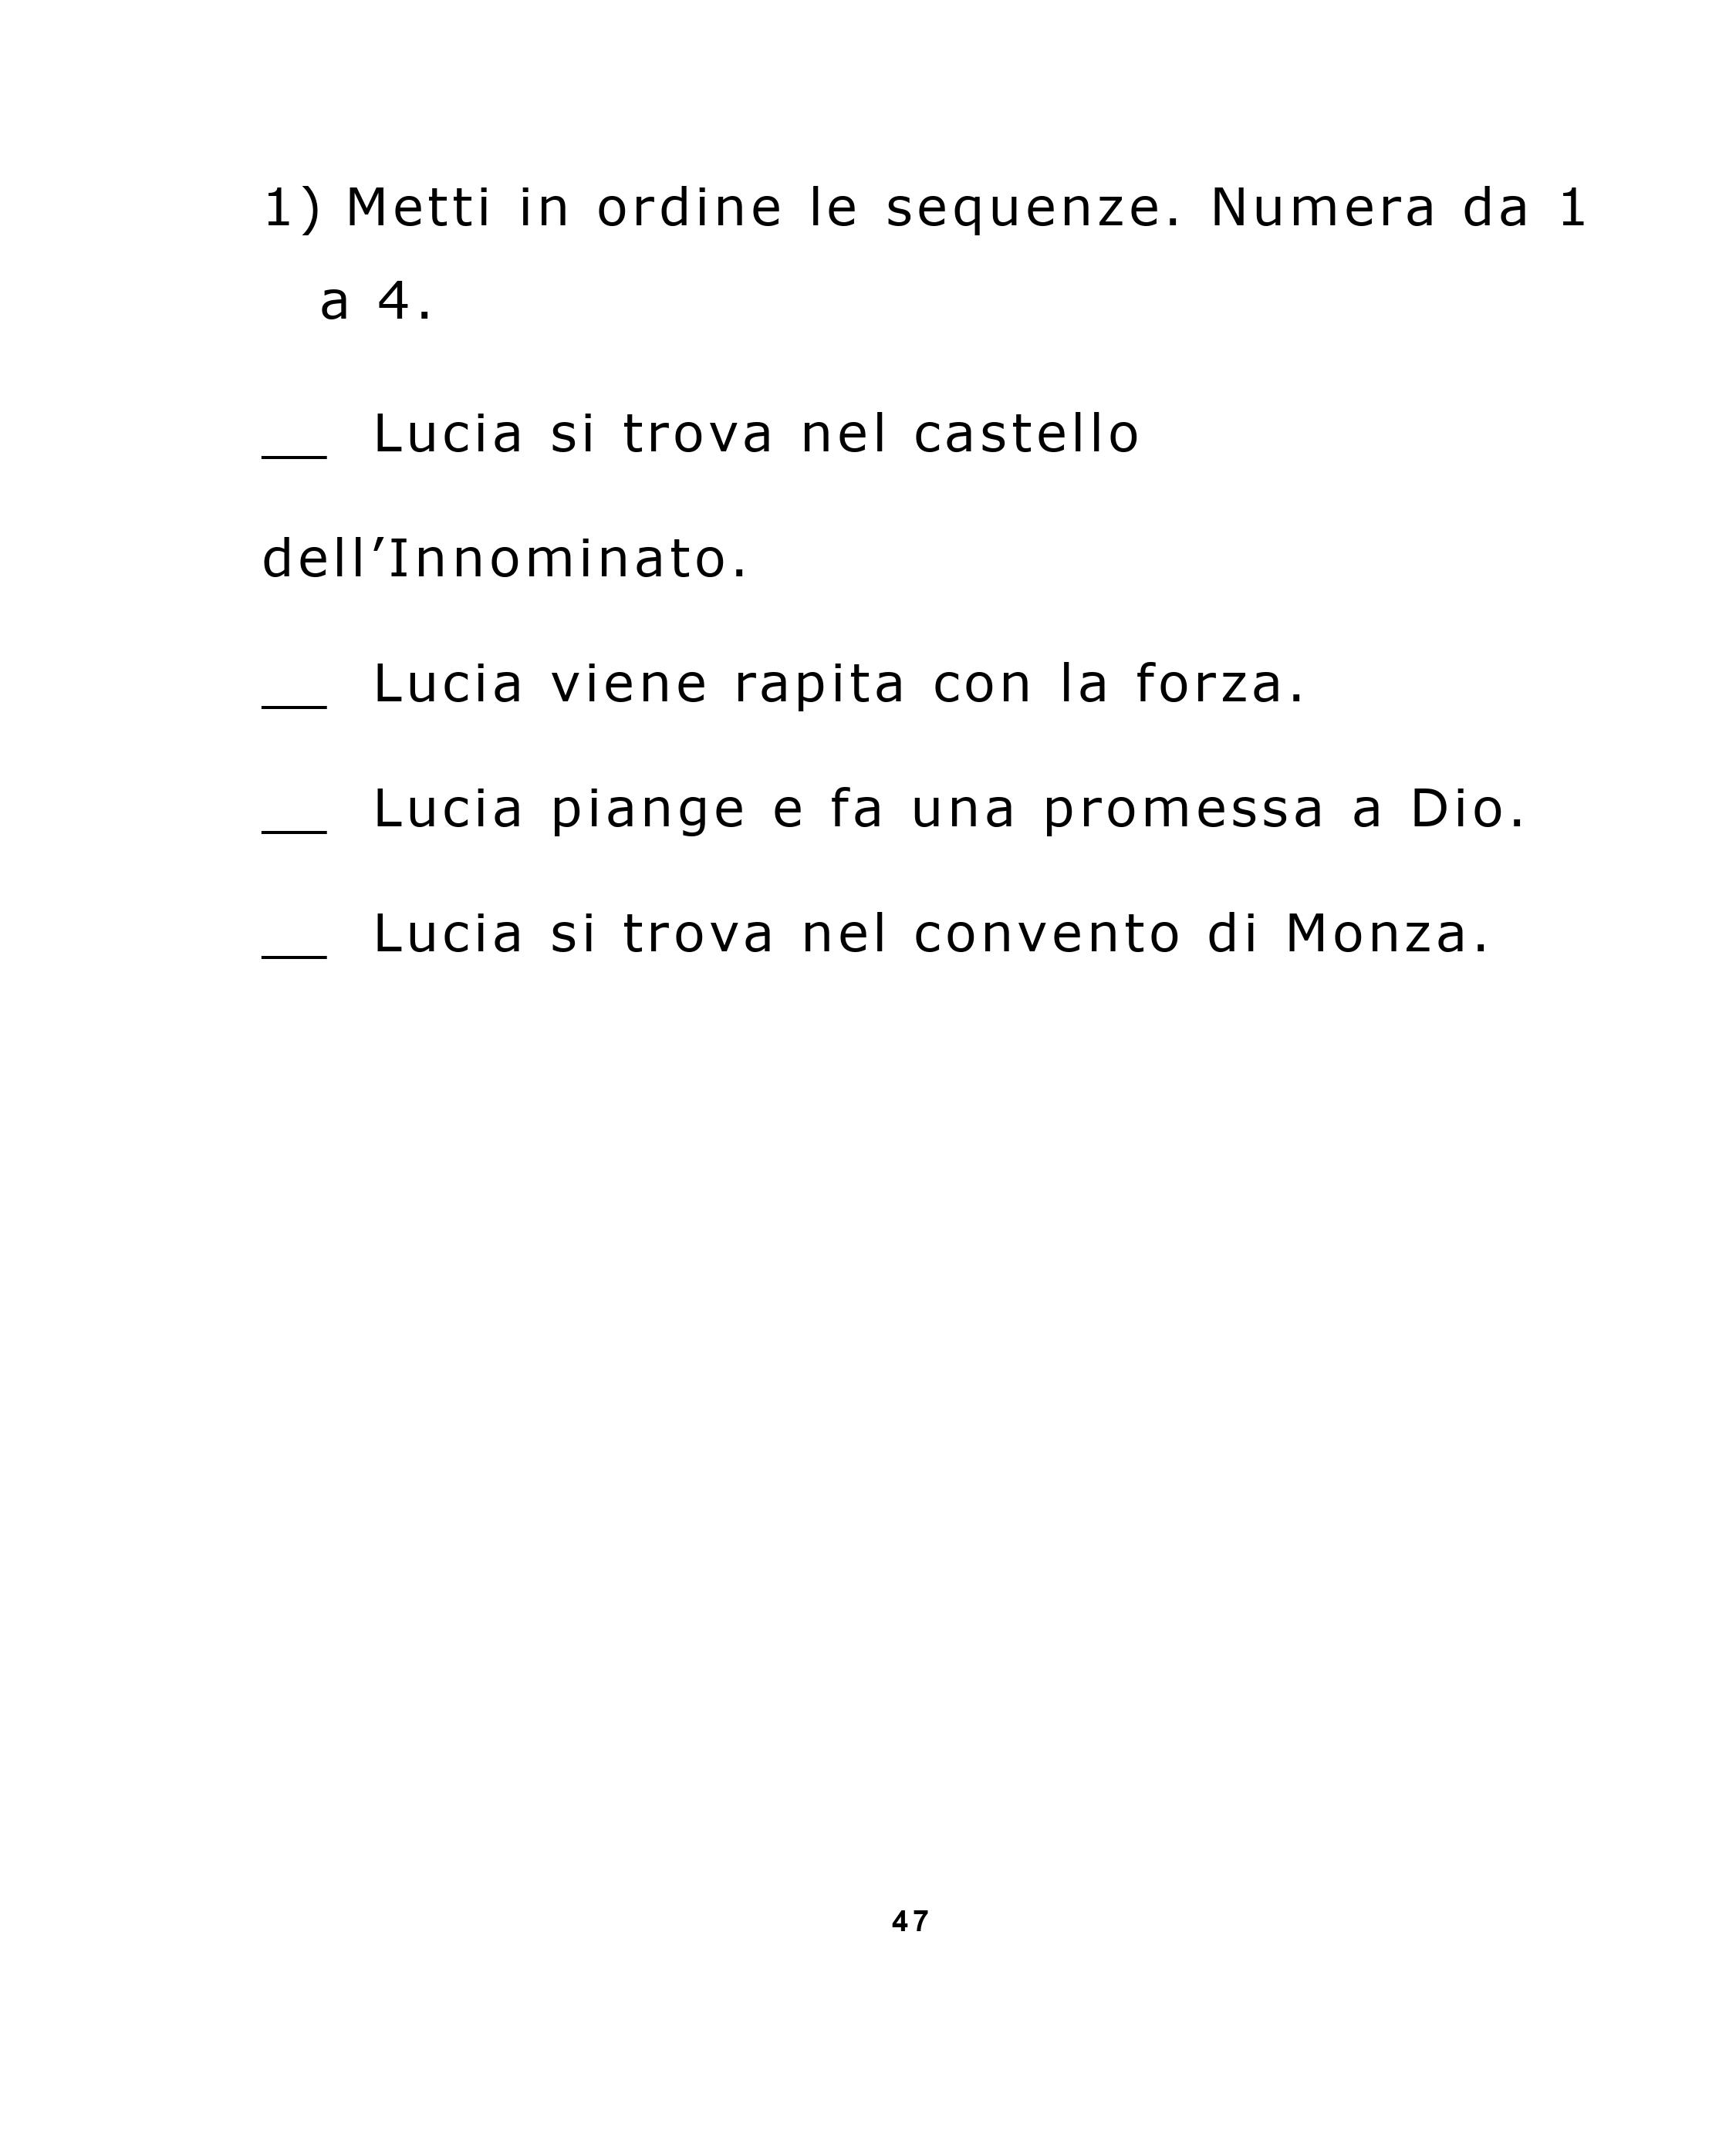 1) Metti in ordine le sequenze. Numera da 1
a 4.
__ Lucia si trova nel castello
dell’Innominato.
__ Lucia viene rapita con la forza.
__ Lucia piange e fa una promessa a Dio.
__ Lucia si trova nel convento di Monza.
47